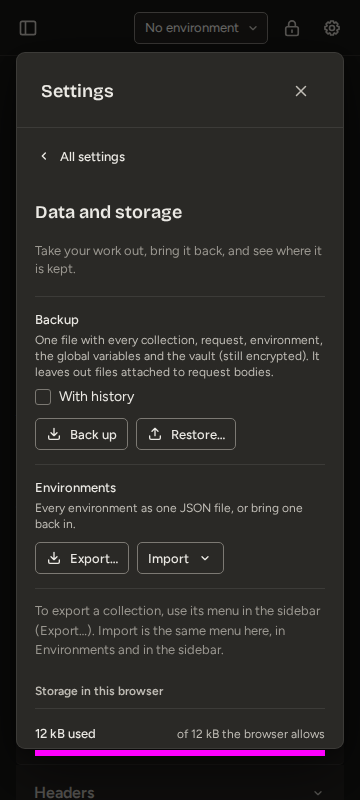 No environment
Settings
All settings
Data and storage
Take your work out, bring it back, and see where it
is kept.
Backup
One file with every collection, request, environment,
the global variables and the vault (still encrypted). It
leaves out files attached to request bodies.
With history
Back up
Restore...
Environments
Every environment as one JSON file, or bring one
back in.
Export...
Import
To export a collection, use its menu in the sidebar
(Export...). Import is the same menu here, in
Environments and in the sidebar.
Storage in this browser
12 kB used
of 12 kB the browser allows
Headers